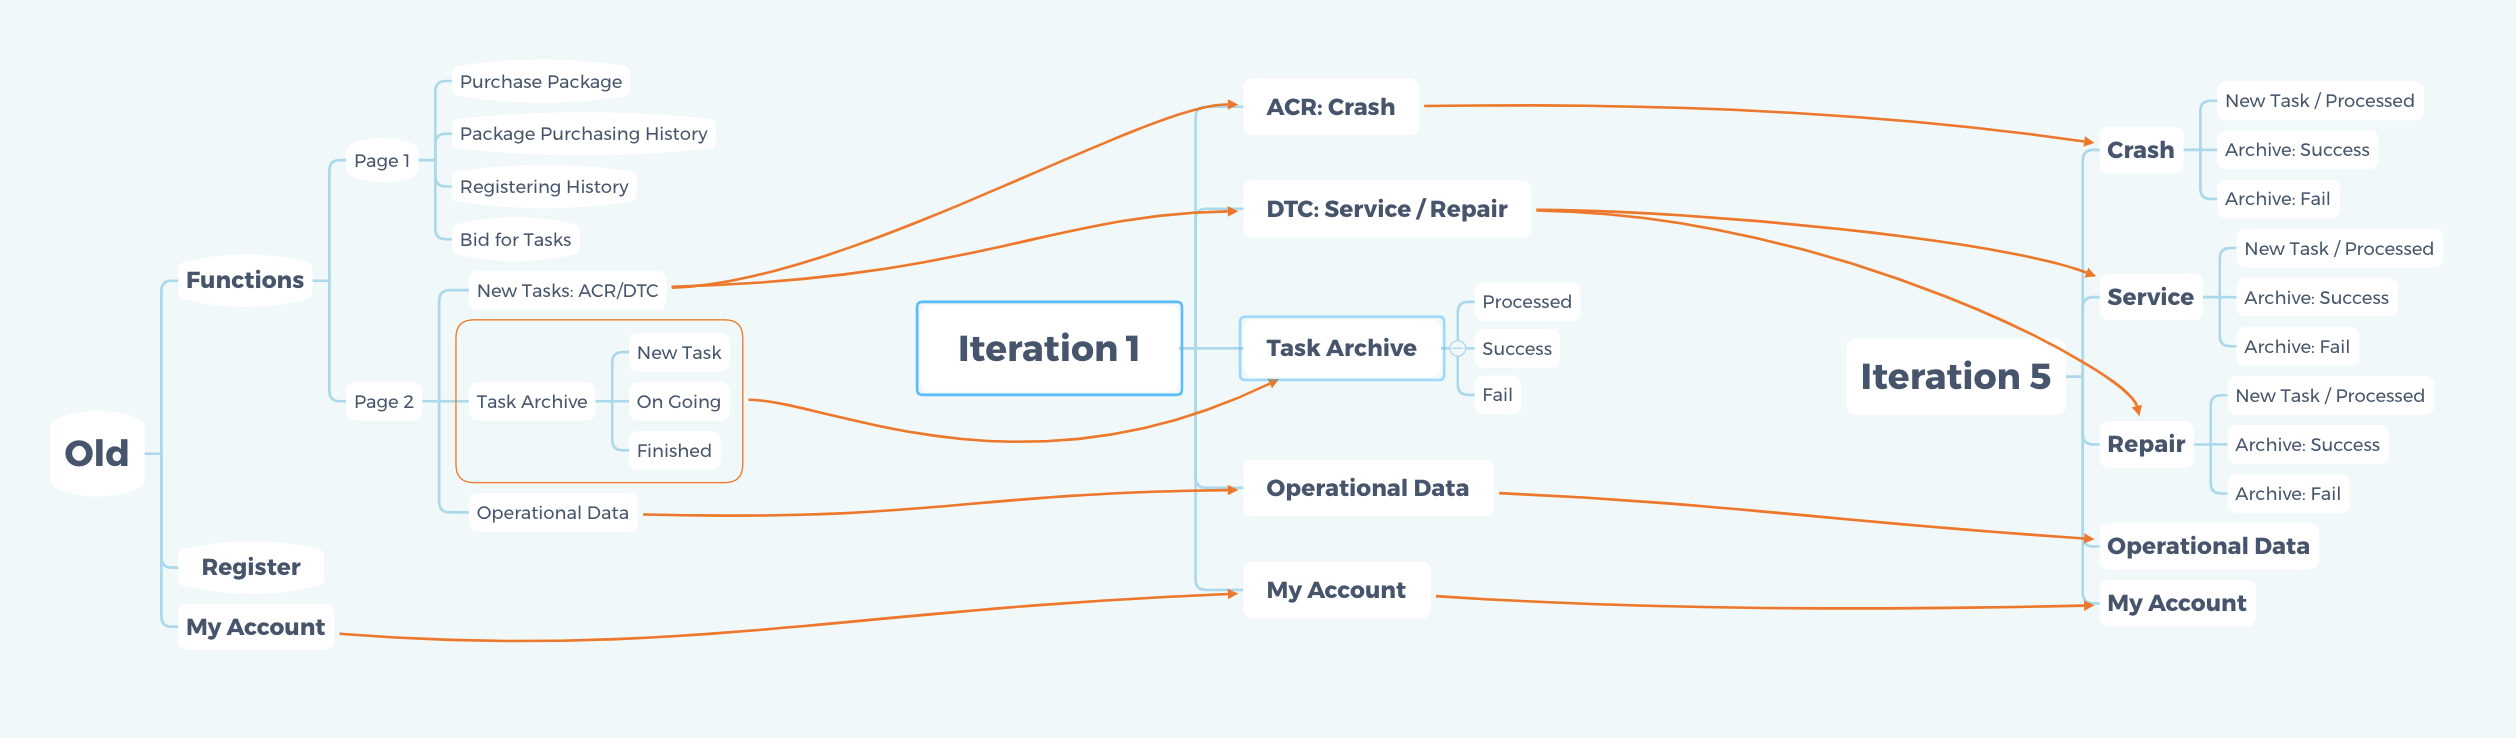 Old
Functions
Page 1
Purchase Package
Package Purchasing History
Registering History
Bid for Tasks
Page 2
New Tasks: ACR/DTC
Task Archive
New Task
On Going
Finished
Operational Data
Register
My Account
Iteration 1
ACR: Crash
DTC: Service / Repair
Task Archive
Processed
Success
Fail
Operational Data
My Account
Iteration 5
Crash
New Task / Processed
Archive: Success
Archive: Fail
Service
New Task / Processed
Archive: Success
Archive: Fail
Repair
New Task / Processed
Archive: Success
Archive: Fail
Operational Data
My Account